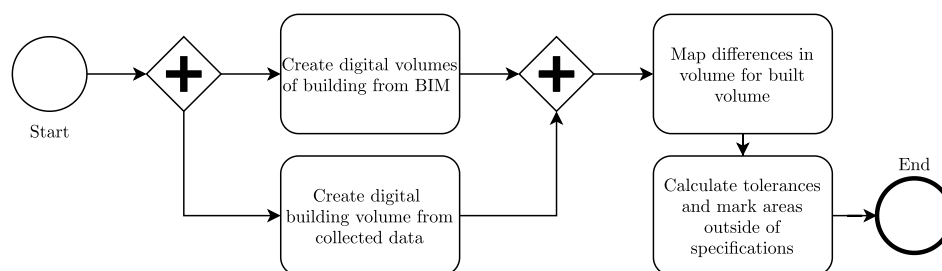 Start
Create digital volumes
of building from BIM
Create digital
building volume from
collected data
Map differences in
volume for built
volume
Calculate tolerances
and mark areas
outside of
specifications
End